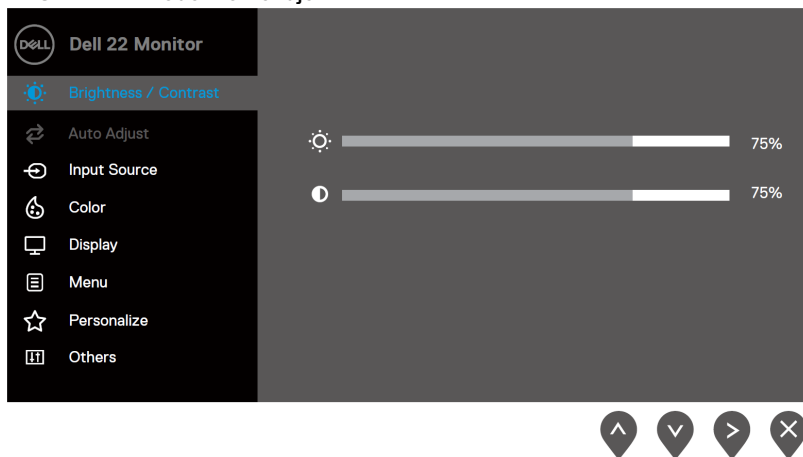 DELL
Dell 22 Monitor
Brightness / Contrast
Auto Adjust
Input Source
Color
Display
Menu
Personalize
Others
75%
75%